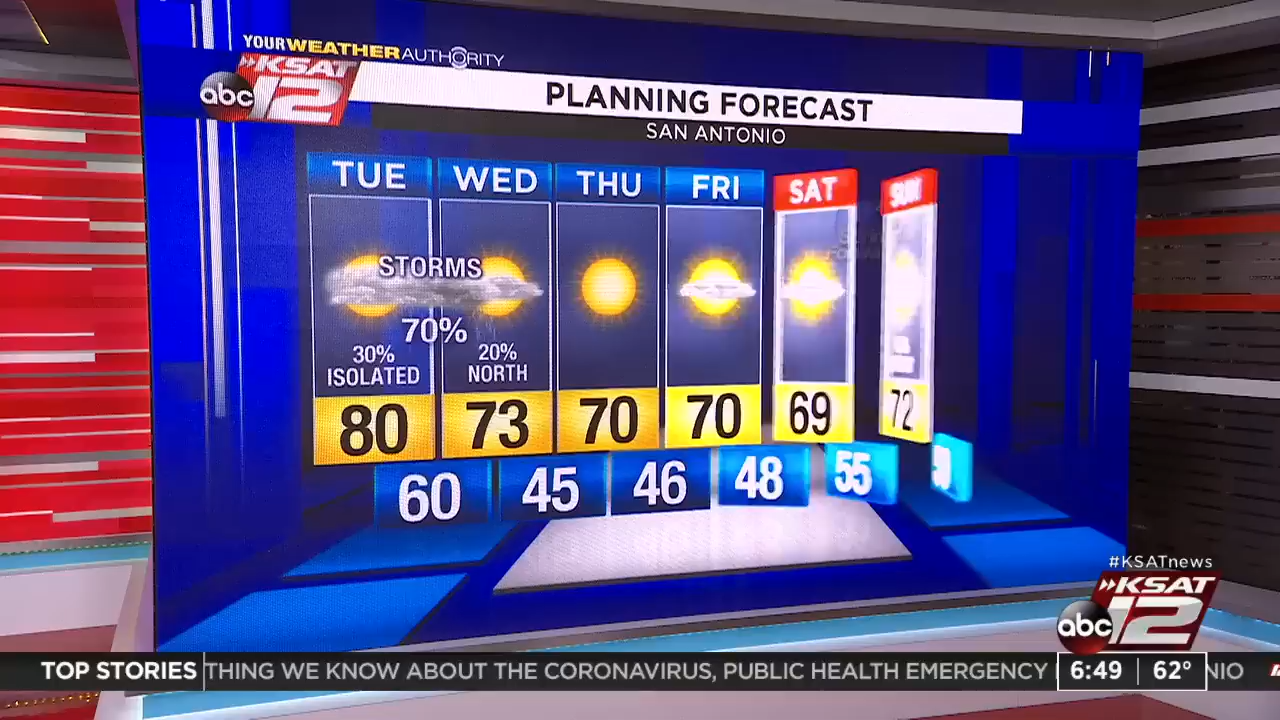 YOUR WEATHER AUTHORITY
»KSAT
abc 12
PLANNING FORECAST
SAN ANTONIO
TUE WED THU FRI SAT SUN
STORMS
70%
30% 20%
ISOLATED NORTH
80 73 70 70 69 72
60 45 46 48 55
#KSATnews
»KSAT
abc 12
TOP STORIES THING WE KNOW ABOUT THE CORONAVIRUS, PUBLIC HEALTH EMERGENCY 6:49 62° NIO